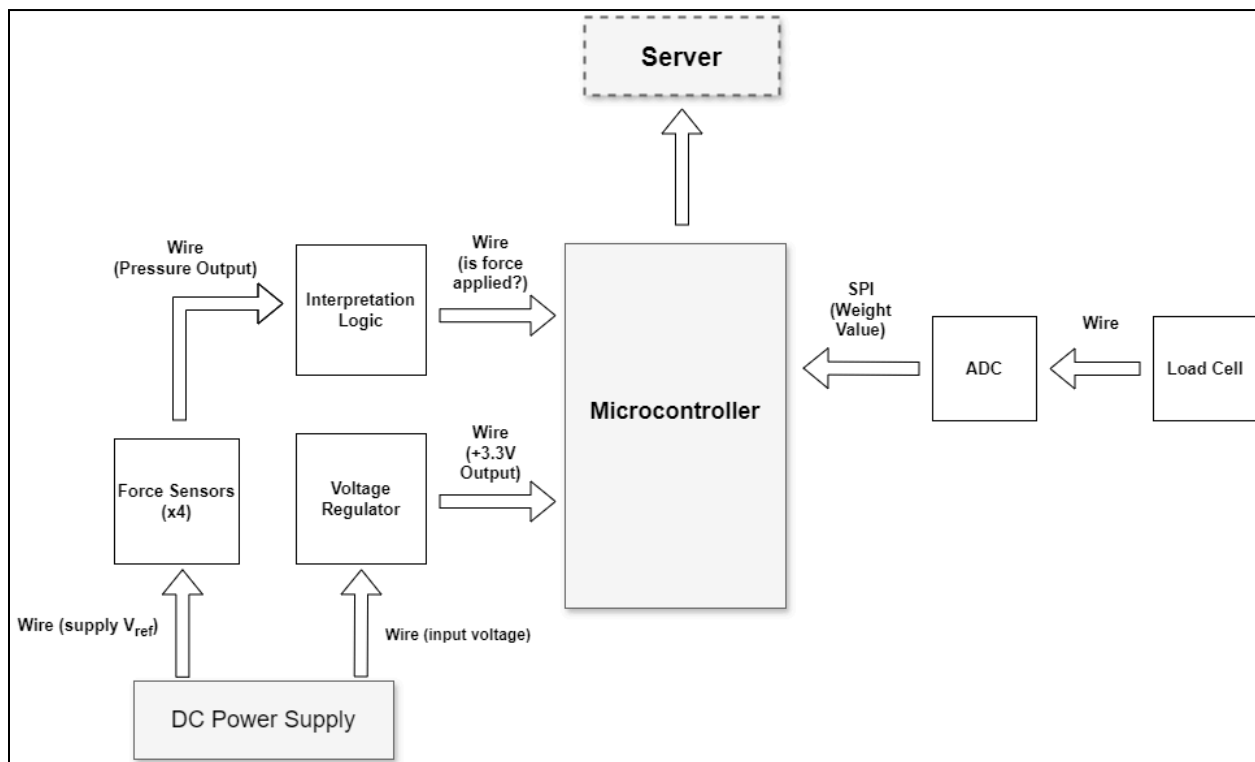 Server
Wire
(Pressure Output)
Interpretation
Logic
Wire
(is force
applied?)
Microcontroller
SPI
(Weight
Value)
ADC
Wire
Load Cell
Force Sensors
(x4)
Voltage
Regulator
Wire
(+3.3V
Output)
Wire (supply Vref)
Wire (input voltage)
DC Power Supply